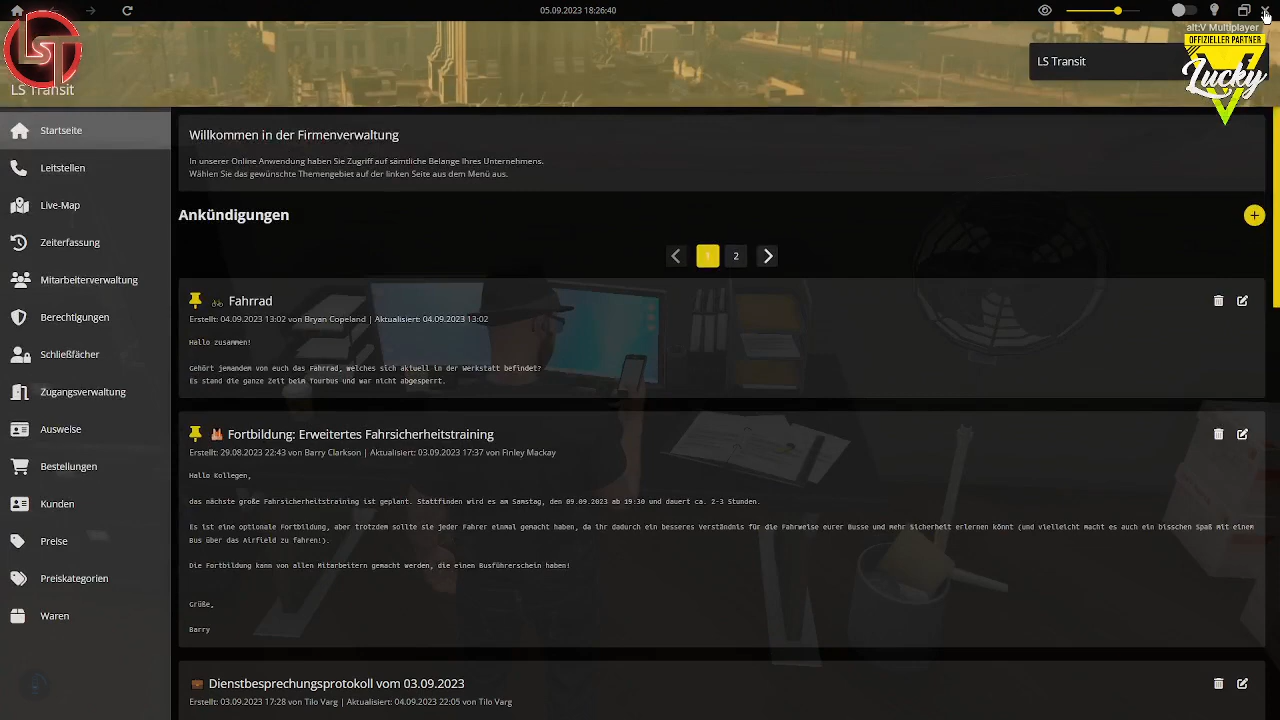 05.09.2023 18:26:40
alt:V Multiplayer
OFFIZIELLER PARTNER
Lucky
V
LST
LS Transit
LS Transit
Startseite
Leitstellen
Live-Map
Zeiterfassung
Mitarbeiterverwaltung
Berechtigungen
Schließfächer
Zugangsverwaltung
Ausweise
Bestellungen
Kunden
Preise
Preiskategorien
Waren
Willkommen in der Firmenverwaltung
In unserer Online Anwendung haben Sie Zugriff auf sämtliche Belange Ihres Unternehmens.
Wählen Sie das gewünschte Themengebiet auf der linken Seite aus dem Menü aus.
Ankündigungen
1 2
Fahrrad
Erstellt: 04.09.2023 13:02 von Bryan Copeland | Aktualisiert: 04.09.2023 13:02
Hallo zusammen!
Gehört jemandem von euch das Fahrrad, welches sich aktuell in der Werkstatt befindet?
Es stand die ganze Zeit beim Tourbus und war nicht abgesperrt.
Fortbildung: Erweitertes Fahrsicherheitstraining
Erstellt: 29.08.2023 22:43 von Barry Clarkson | Aktualisiert: 03.09.2023 17:37 von Finley Mackay
Hallo Kollegen,
das nächste große Fahrsicherheitstraining ist geplant. Stattfinden wird es am Samstag, den 09.09.2023 ab 19:30 und dauert ca. 2-3 Stunden.
Es ist eine optionale Fortbildung, aber trotzdem sollte sie jeder Fahrer einmal gemacht haben, da ihr dadurch ein besseres Verständnis für die Fahrweise eurer Busse und mehr Sicherheit erlernen könnt (und vielleicht macht es auch ein bisschen Spaß mit einem
Bus über das Airfield zu fahren!).
Die Fortbildung kann von allen Mitarbeitern gemacht werden, die einen Busführerschein haben!
Grüße,
Barry
Dienstbesprechungsprotokoll vom 03.09.2023
Erstellt: 03.09.2023 17:28 von Tilo Varg | Aktualisiert: 04.09.2023 22:05 von Tilo Varg